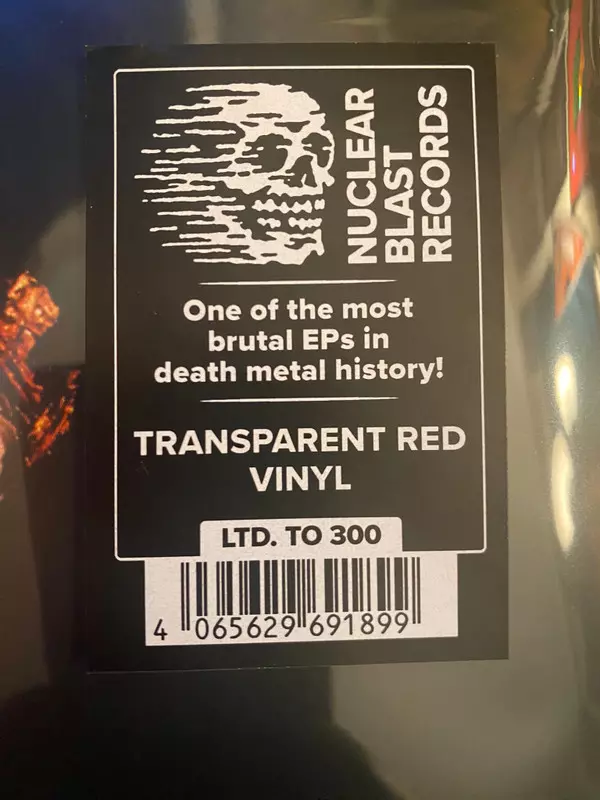 NUCLEAR
BLAST
RECORDS
One of the most
brutal EPs in
death metal history!
TRANSPARENT RED
VINYL
LTD. TO 300
4 065629 691899